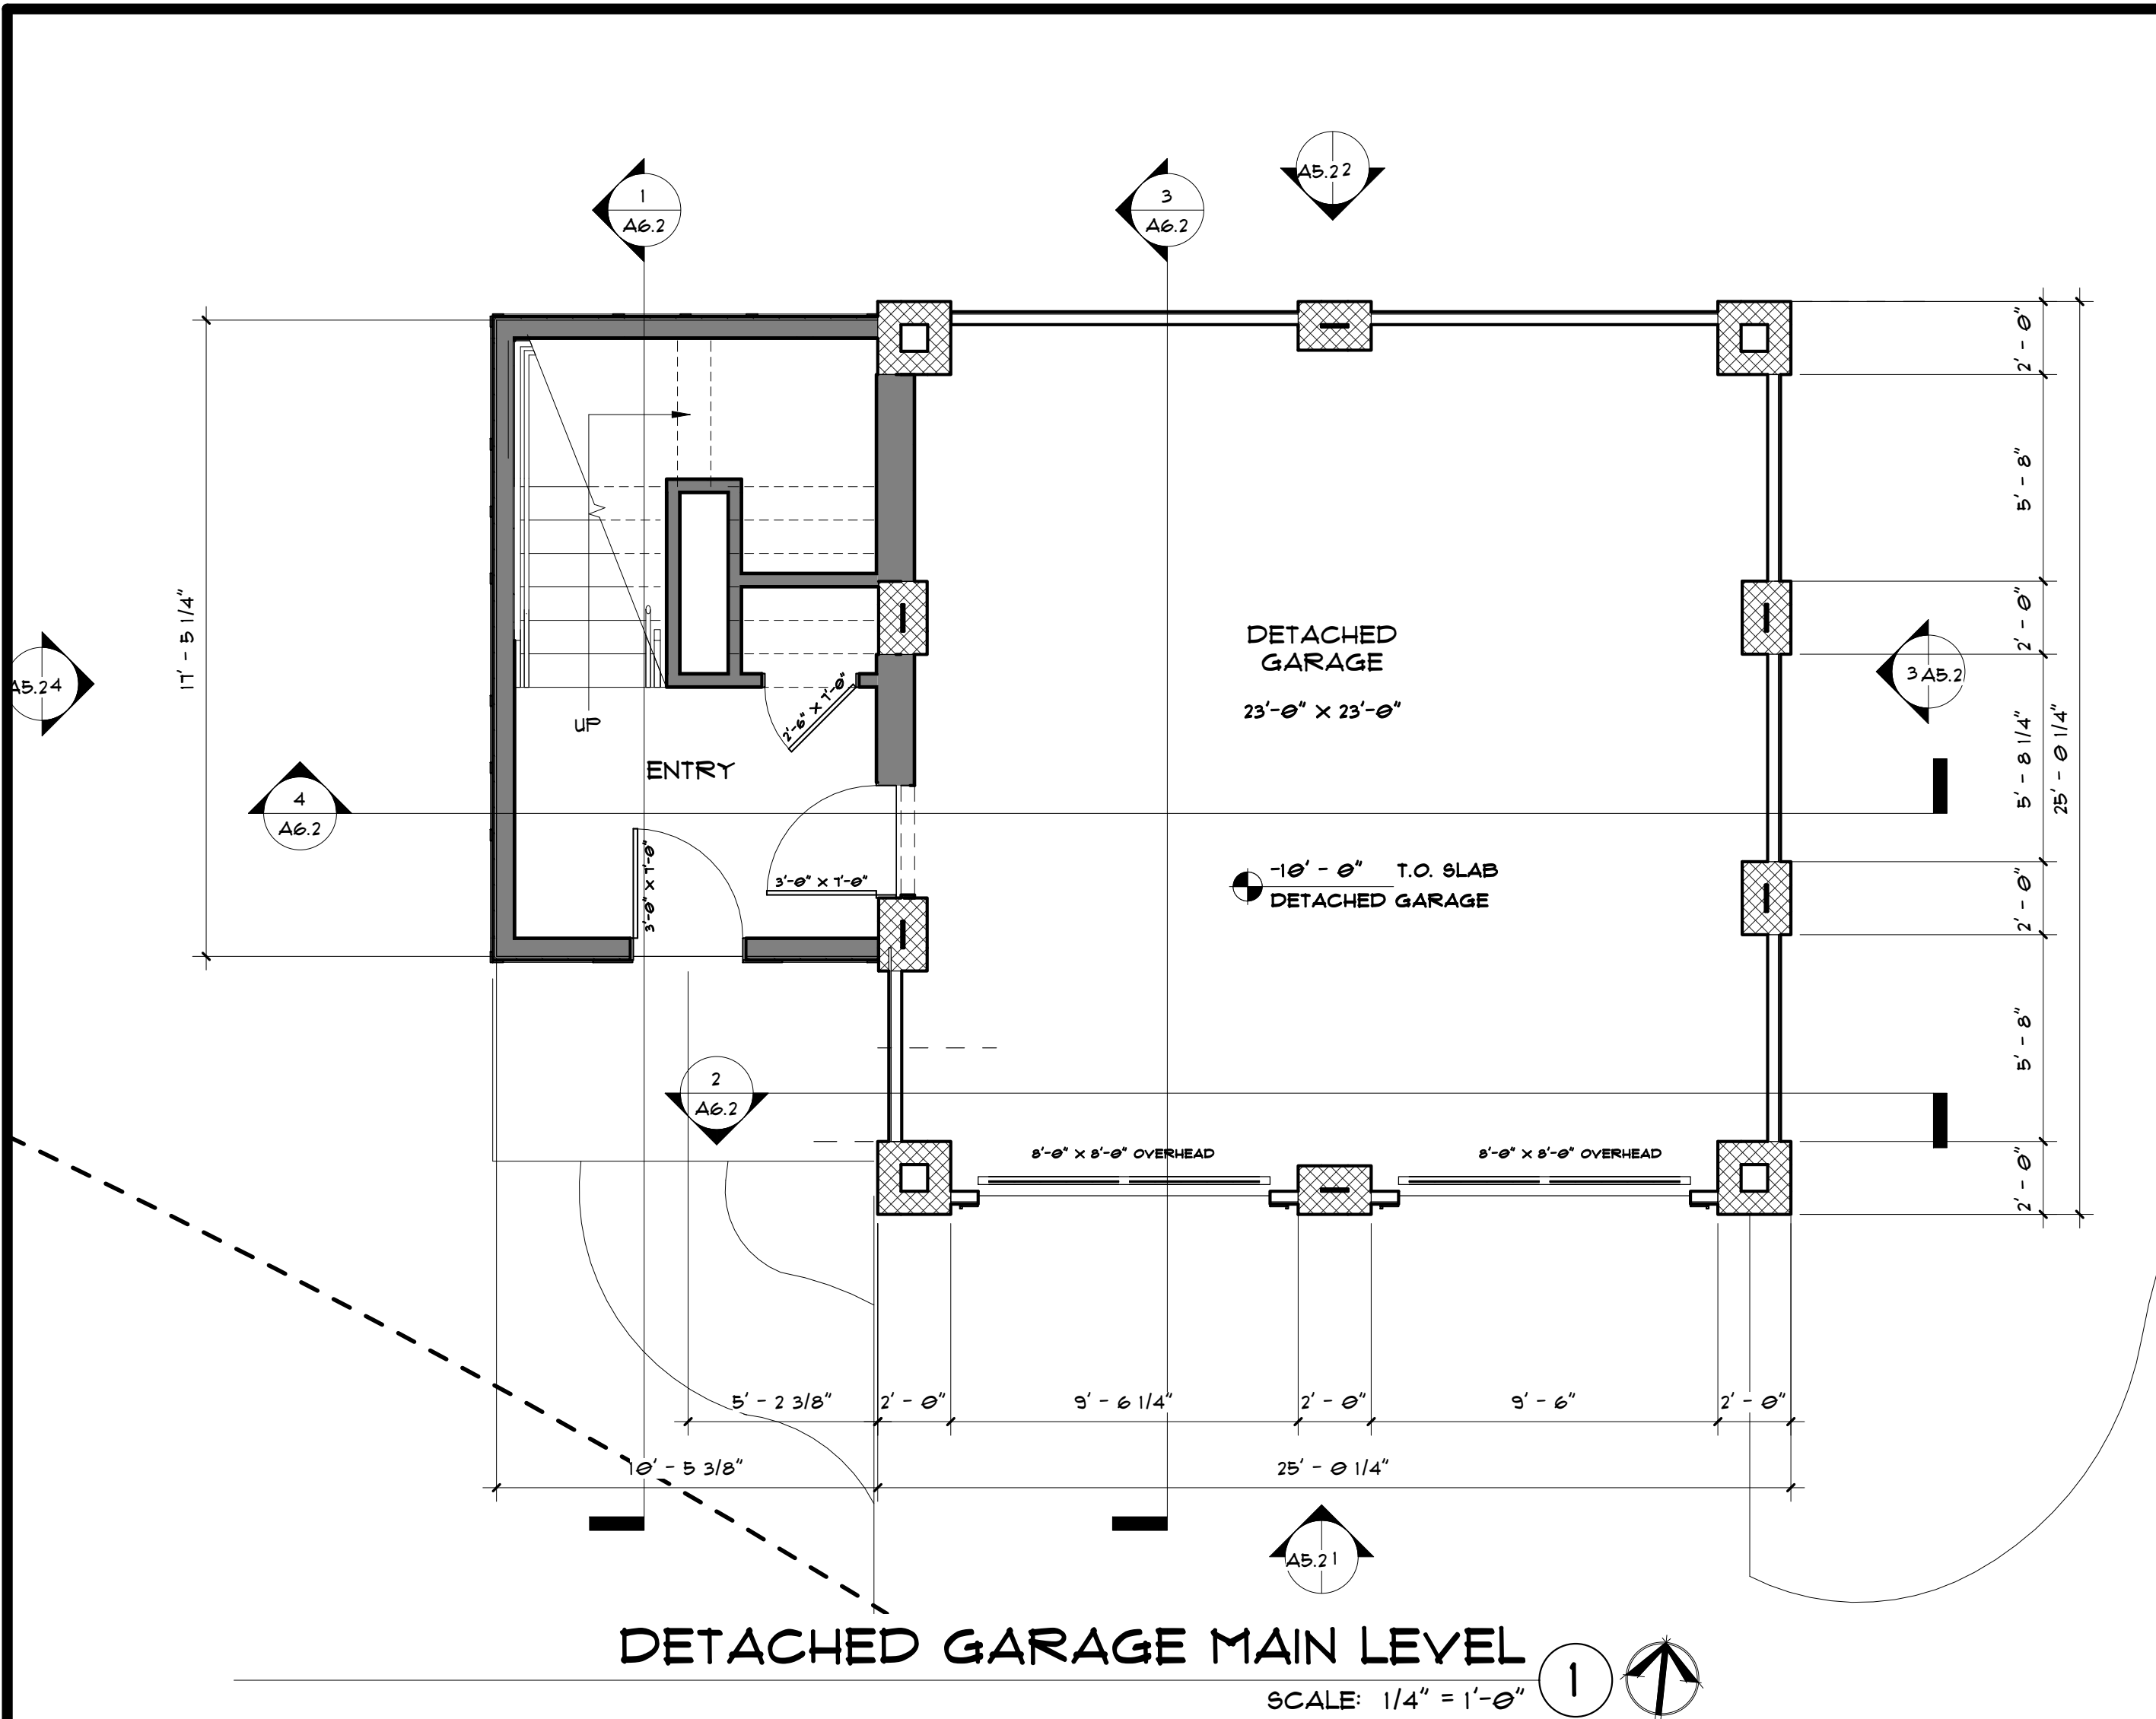 1
A6.2
3
A6.2
A5.2 2
2' - 0"
5' - 8"
17' - 5 1/4"
2' - 0"
DETACHED
GARAGE
23'-0" X 23'-0"
3 A5.2
A5.2 4
2'-6" X 7'-0"
UP
ENTRY
5' - 8 1/4"
25' - 0 1/4"
4
A6.2
3'-0" X 7'-0"
3'-0" X 7'-0"
-10' - 0" T.O. SLAB
DETACHED GARAGE
2' - 0"
5' - 8"
2
A6.2
8'-0" X 8'-0" OVERHEAD
8'-0" X 8'-0" OVERHEAD
2' - 0"
5' - 2 3/8"
2' - 0"
9' - 6 1/4"
2' - 0"
9' - 6"
2' - 0"
10' - 5 3/8"
25' - 0 1/4"
A5.2 1
DETACHED GARAGE MAIN LEVEL
1
SCALE: 1/4" = 1'-0"